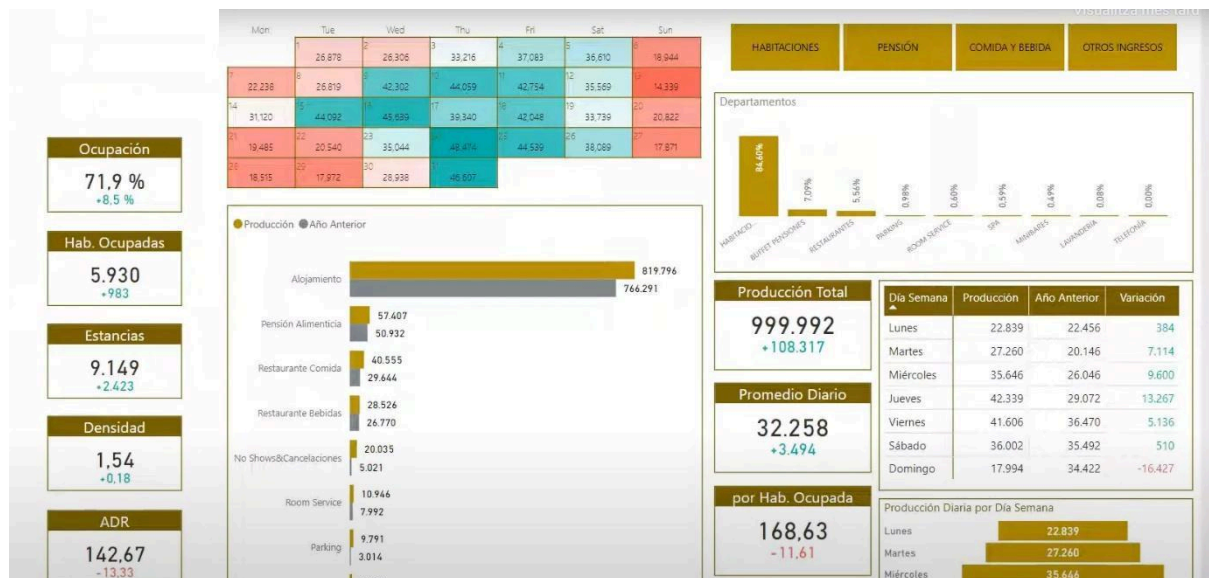 Mon Tue Wed Thu Fri Sat Sun
1 2 3 4 5 6
26,878 26,306 33,216 37,083 36,610 18,944
7 8 9 10 11 12 13
22,238 26,819 42,302 44,059 42,754 35,569 14,339
14 15 16 17 18 19 20
31,120 44,092 45,639 39,340 42,048 33,739 20,822
21 22 23 25 26 27
19,485 20,540 35,044 48,474 44,539 38,089 17,871
28 29 30
18,515 17,972 28,938 46,607
HABITACIONES PENSIÓN COMIDA Y BEBIDA OTROS INGRESOS
Ocupación
71,9 %
+8,5 %
Hab. Ocupadas
5.930
+983
Estancias
9.149
+2.423
Densidad
1,54
+0,18
ADR
142,67
-13,33
Producción Año Anterior
Alojamiento 819.796
766.291
Pensión Alimenticia 57.407
50.932
Restaurante Comida 40.555
29.644
Restaurante Bebidas 28.526
26.770
No Shows&Cancelaciones 20.035
5.021
Room Service 10.946
7.992
Parking 9.791
3.014
Departamentos
84,60% 7,09% 5,56% 0,98% 0,60% 0,59% 0,49% 0,08% 0,00%
HABITACIO... BUFFET PENSIONES RESTAURANTES PARKING ROOM SERVICE SPA MINIBARES LAVANDERÍA TELEFONÍA
Producción Total
999.992
+108.317
Promedio Diario
32.258
+3.494
por Hab. Ocupada
168,63
-11,61
Día Semana Producción Año Anterior Variación
Lunes 22.839 22.456 384
Martes 27.260 20.146 7.114
Miércoles 35.646 26.046 9.600
Jueves 42.339 29.072 13.267
Viernes 41.606 36.470 5.136
Sábado 36.002 35.492 510
Domingo 17.994 34.422 -16.427
Producción Diaria por Día Semana
Lunes 22.839
Martes 27.260
Miércoles 35.646